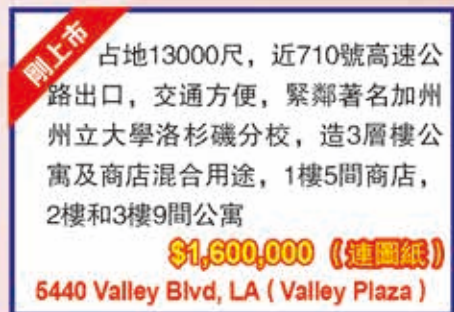 剛上市
占地13000尺，近710號高速公
路出口，交通方便，緊鄰著名加州
州立大學洛杉磯分校，造3層樓公
寓及商店混合用途，1樓5間商店，
2樓和3樓9間公寓
$1,600,000（連圖紙）
5440 Valley Blvd, LA ( Valley Plaza )